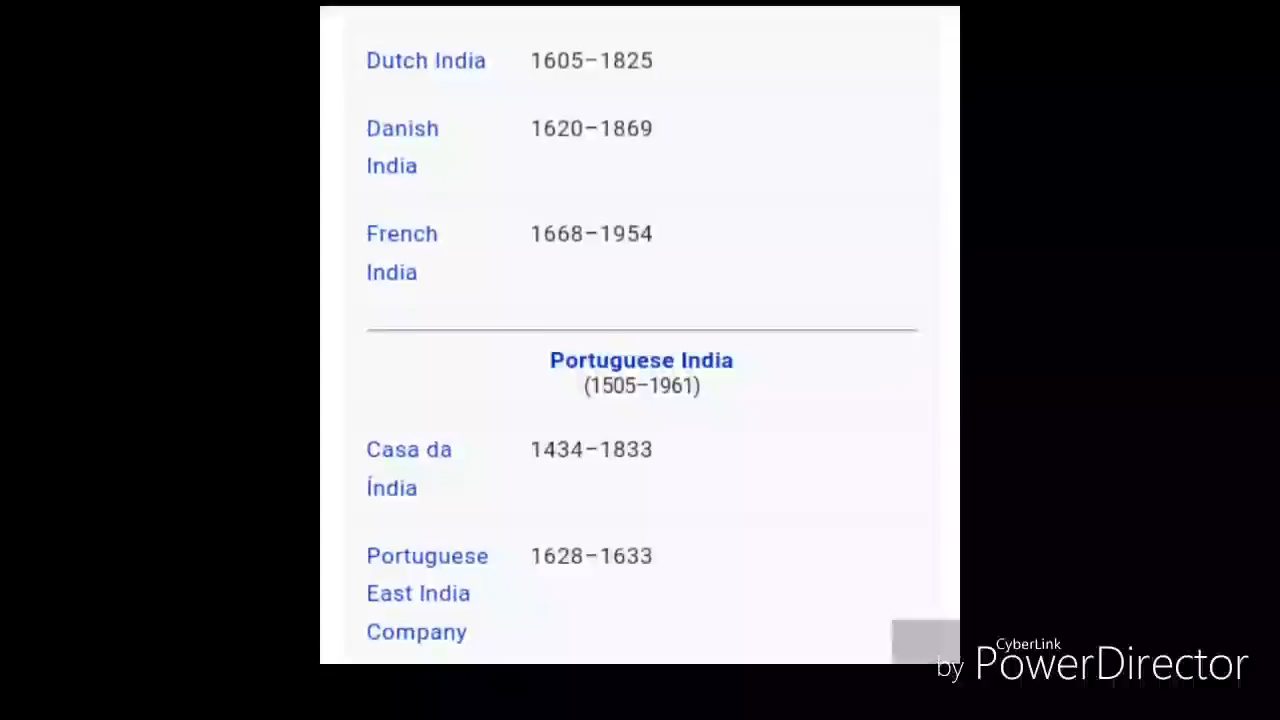 Dutch India 1605–1825
Danish 1620–1869
India
French 1668–1954
India
Portuguese India
(1505–1961)
Casa da 1434–1833
Índia
Portuguese 1628–1633
East India
Company
CyberLink
by PowerDirector